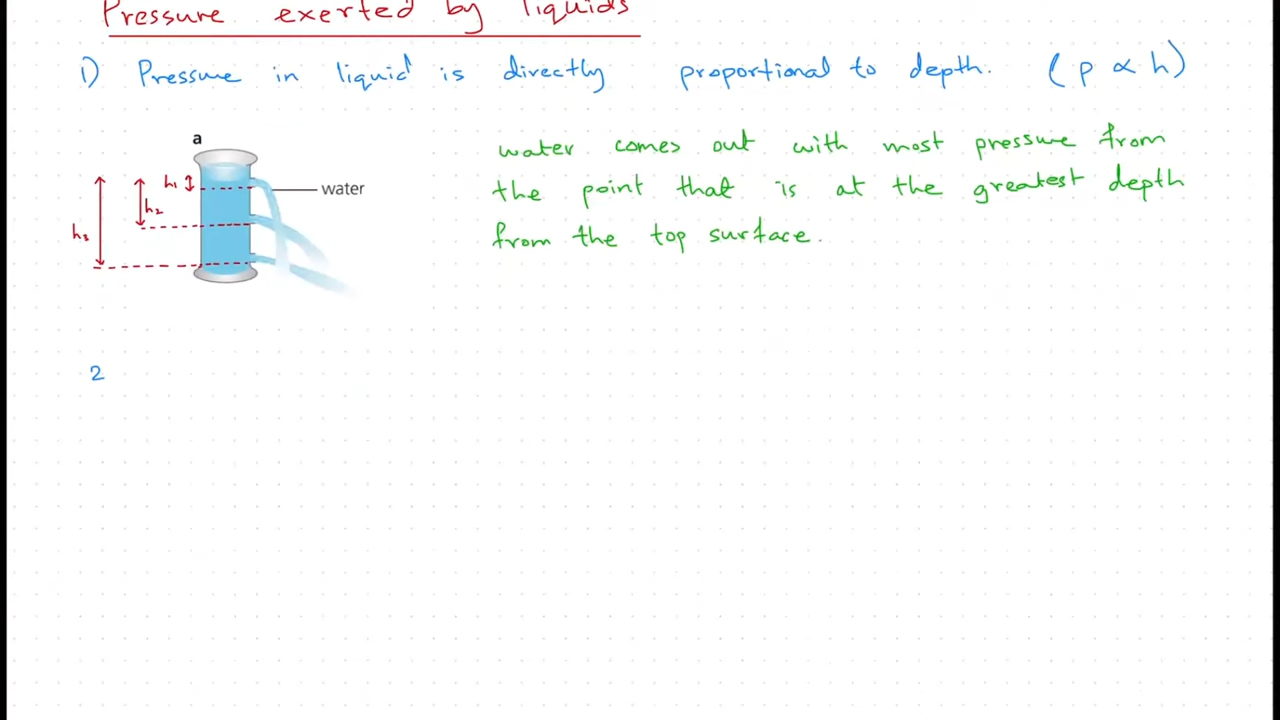 Pressure exerted by liquids
1) Pressure in liquid is directly proportional to depth. (p ∝ h)
a
water comes out with most pressure from
the point that is at the greatest depth
from the top surface.
h₁
water
h₂
h₃
2